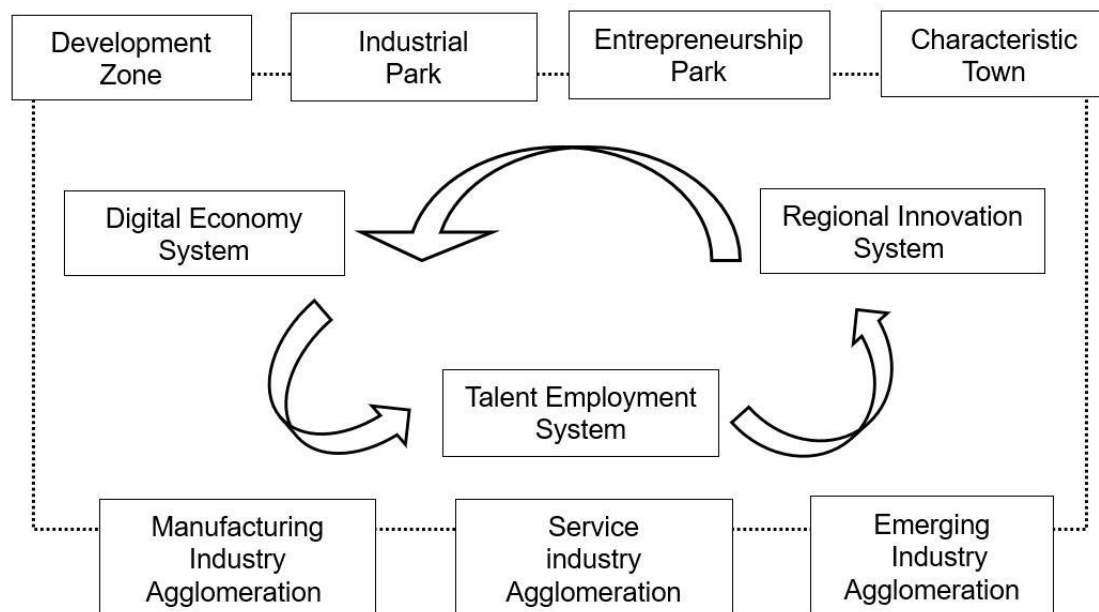 Development
Zone
Industrial
Park
Entrepreneurship
Park
Characteristic
Town
Digital Economy
System
Regional Innovation
System
Talent Employment
System
Manufacturing
Industry
Agglomeration
Service
industry
Agglomeration
Emerging
Industry
Agglomeration